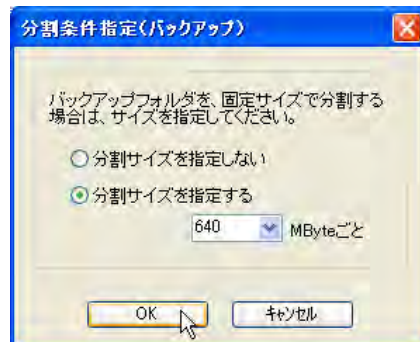 分割条件指定(バックアップ)
バックアップフォルダを、固定サイズで分割する
場合は、サイズを指定してください。
分割サイズを指定しない
分割サイズを指定する
640 MByteごと
OK キャンセル